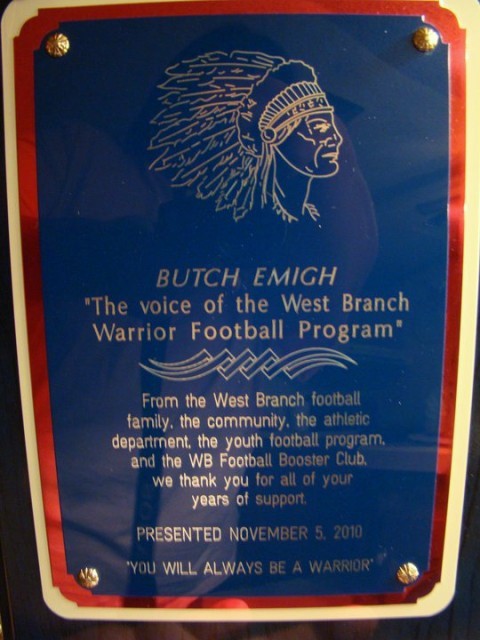 BUTCH EMIGH
"The voice of the West Branch
Warrior Football Program"
From the West Branch football
family, the community, the athletic
department, the youth football program,
and the WB Football Booster Club,
we thank you for all of your
years of support.
PRESENTED NOVEMBER 5, 2010
"YOU WILL ALWAYS BE A WARRIOR"